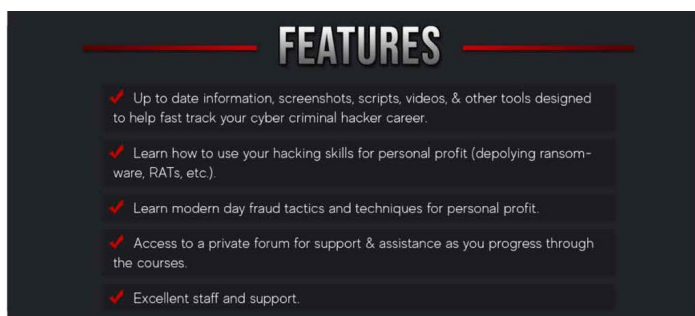 FEATURES
Up to date information, screenshots, scripts, videos, & other tools designed
to help fast track your cyber criminal hacker career.
Learn how to use your hacking skills for personal profit (depolying ransom-
ware, RATs, etc.).
Learn modern day fraud tactics and techniques for personal profit.
Access to a private forum for support & assistance as you progress through
the courses.
Excellent staff and support.